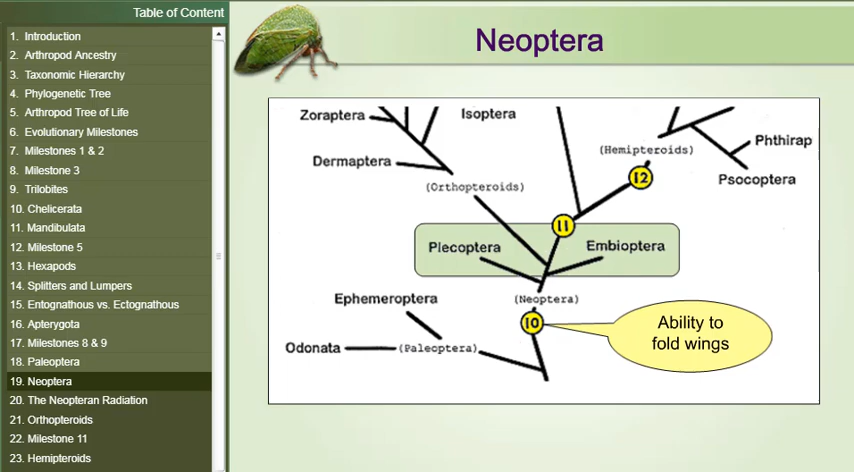 Table of Content
1. Introduction
2. Arthropod Ancestry
3. Taxonomic Hierarchy
4. Phylogenetic Tree
5. Arthropod Tree of Life
6. Evolutionary Milestones
7. Milestones 1 & 2
8. Milestone 3
9. Trilobites
10. Chelicerata
11. Mandibulata
12. Milestone 5
13. Hexapods
14. Splitters and Lumpers
15. Entognathous vs. Ectognathous
16. Apterygota
17. Milestones 8 & 9
18. Paleoptera
19. Neoptera
20. The Neopteran Radiation
21. Orthopteroids
22. Milestone 11
23. Hemipteroids
Neoptera
Zoraptera
Isoptera
Phthirap
(Hemipteroids)
Dermaptera
12
Psocoptera
(Orthopteroids)
11
Plecoptera
Embioptera
Ephemeroptera
(Neoptera)
10
Ability to
fold wings
Odonata
(Paleoptera)